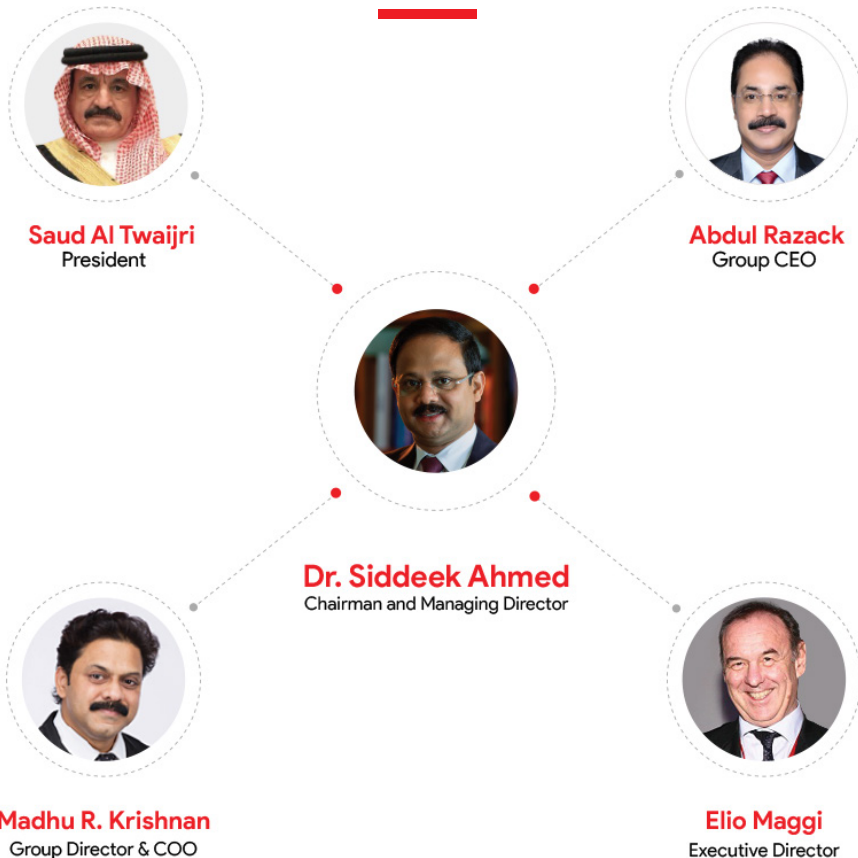 Saud Al Twaijri
President
Abdul Razack
Group CEO
Dr. Siddeek Ahmed
Chairman and Managing Director
Madhu R. Krishnan
Group Director & COO
Elio Maggi
Executive Director